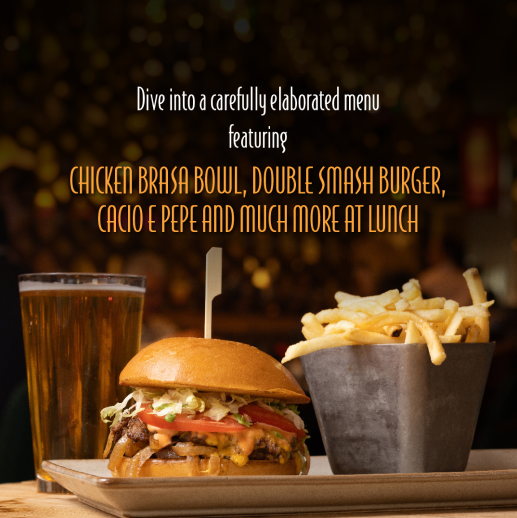 Dive into a carefully elaborated menu
featuring
CHICKEN BRASA BOWL, DOUBLE SMASH BURGER,
CACIO E PEPE AND MUCH MORE AT LUNCH